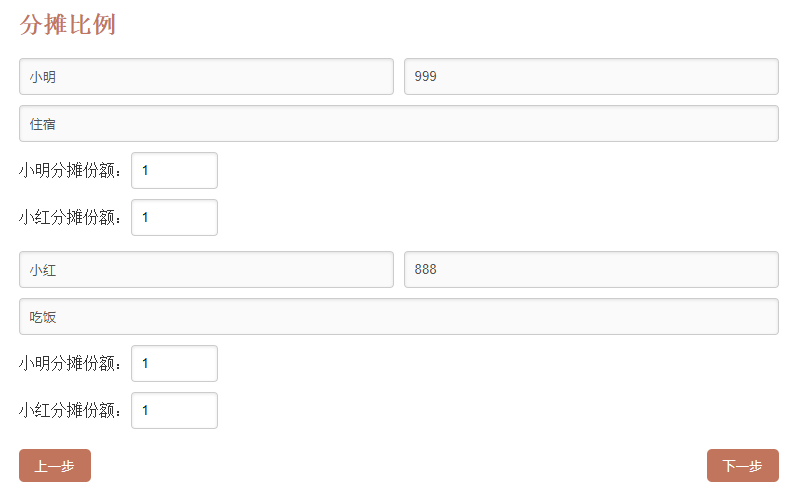 分摊比例
小明 999
住宿
小明分摊份额： 1
小红分摊份额： 1
小红 888
吃饭
小明分摊份额： 1
小红分摊份额： 1
上一步 下一步